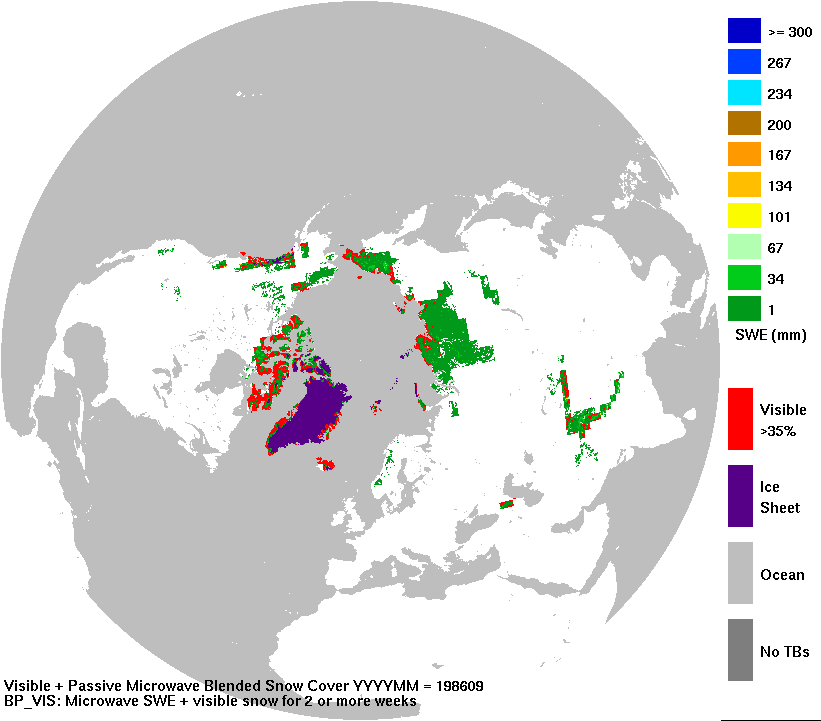 >= 300
267
234
200
167
134
101
67
34
1
SWE (mm)
Visible
>35%
Ice
Sheet
Ocean
No TBs
Visible + Passive Microwave Blended Snow Cover YYYYMM = 198609
BP_VIS: Microwave SWE + visible snow for 2 or more weeks